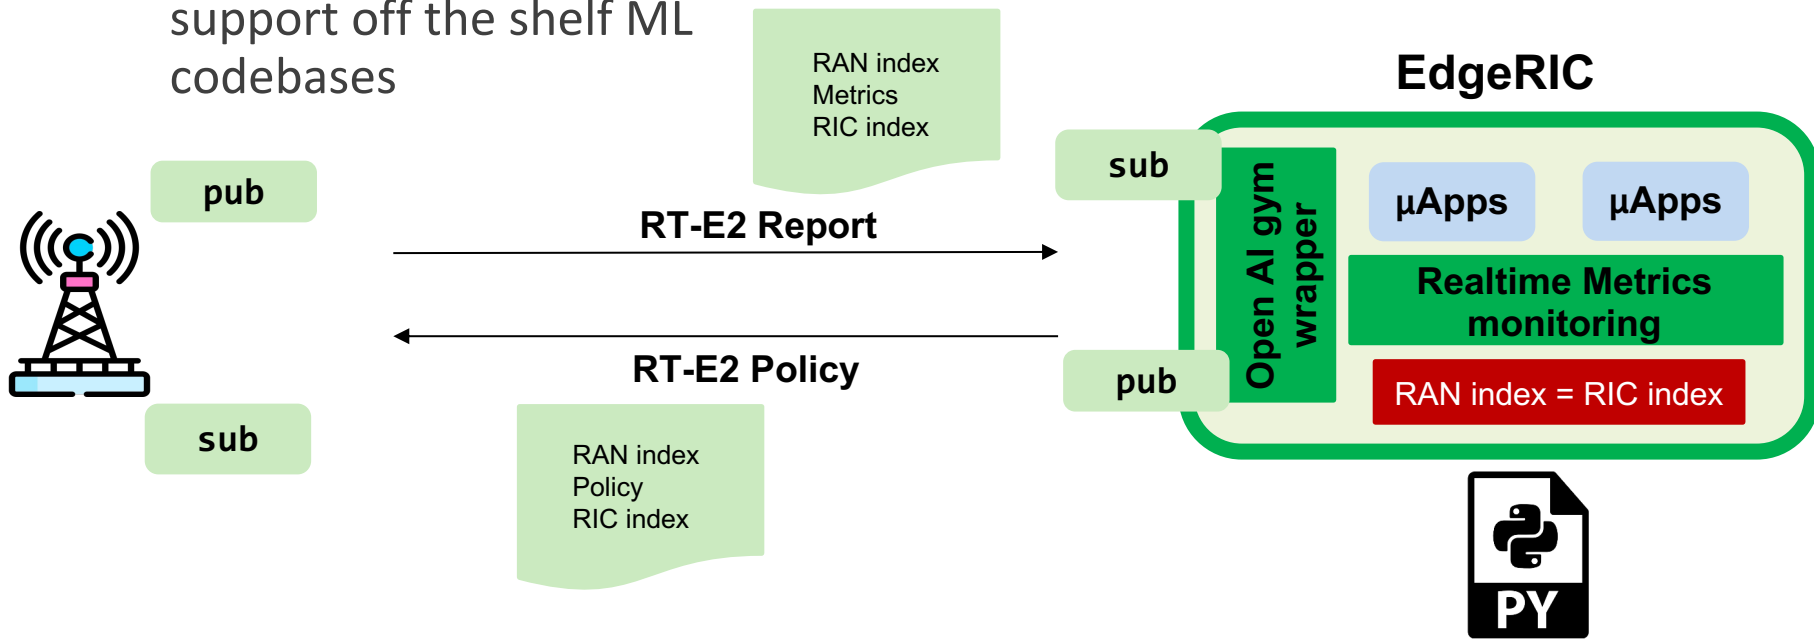 support off the shelf ML
codebases
RAN index
Metrics
RIC index
EdgeRIC
pub
sub
RT-E2 Report
Open AI gym
wrapper
µApps
µApps
Realtime Metrics
monitoring
RT-E2 Policy
pub
RAN index = RIC index
sub
RAN index
Policy
RIC index
PY